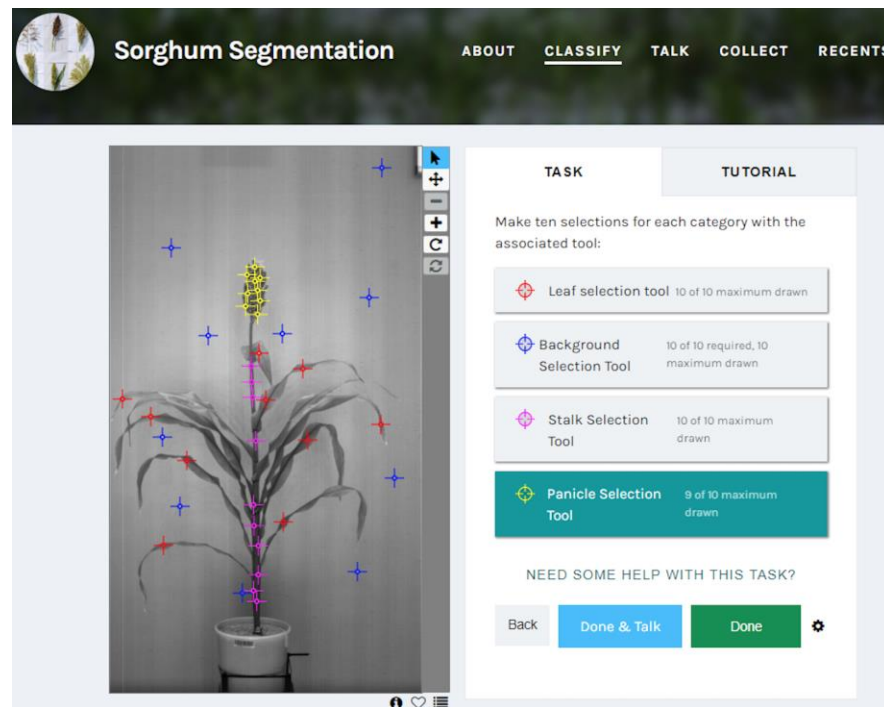 Sorghum Segmentation
ABOUT CLASSIFY TALK COLLECT RECENTS
TASK
TUTORIAL
Make ten selections for each category with the
associated tool:
Leaf selection tool 10 of 10 maximum drawn
Background
Selection Tool
10 of 10 required, 10
maximum drawn
Stalk Selection
Tool
10 of 10 maximum
drawn
Panicle Selection
Tool
9 of 10 maximum
drawn
NEED SOME HELP WITH THIS TASK?
Back
Done & Talk
Done